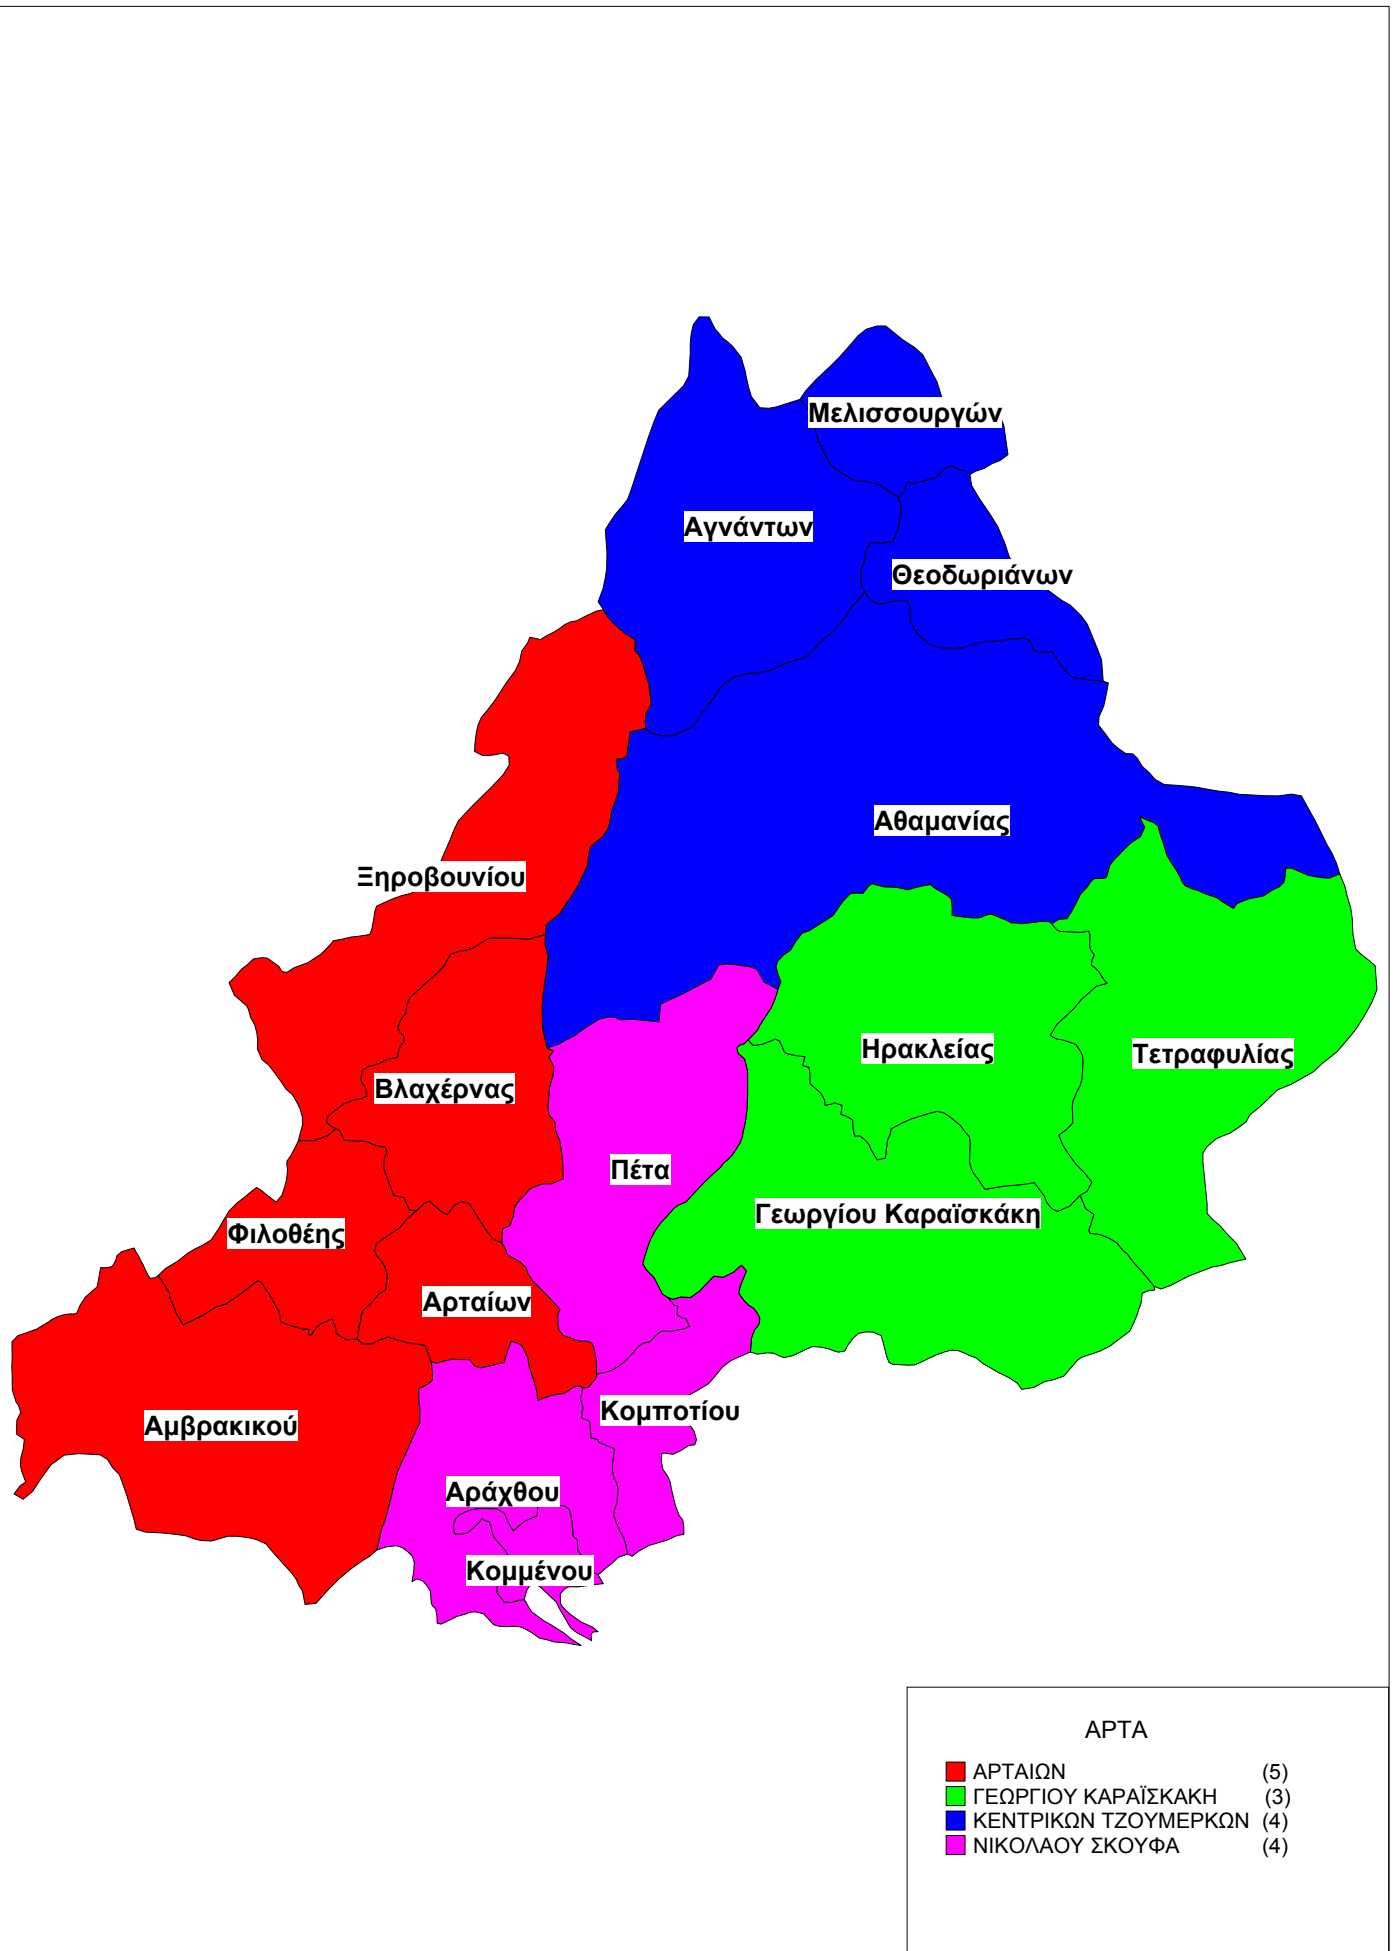 Μελισσουργών
Αγνάντων
Θεοδωριάνων
Αθαμανίας
Ξηροβουνίου
Ηρακλείας
Τετραφυλίας
Βλαχέρνας
Πέτα
Γεωργίου Καραϊσκάκη
Φιλοθέης
Αρταίων
Κομποτίου
Αμβρακικού
Αράχθου
Κομμένου
ΑΡΤΑ
ΑΡΤΑΙΩΝ (5)
ΓΕΩΡΓΙΟΥ ΚΑΡΑΪΣΚΑΚΗ (3)
ΚΕΝΤΡΙΚΩΝ ΤΖΟΥΜΕΡΚΩΝ (4)
ΝΙΚΟΛΑΟΥ ΣΚΟΥΦΑ (4)